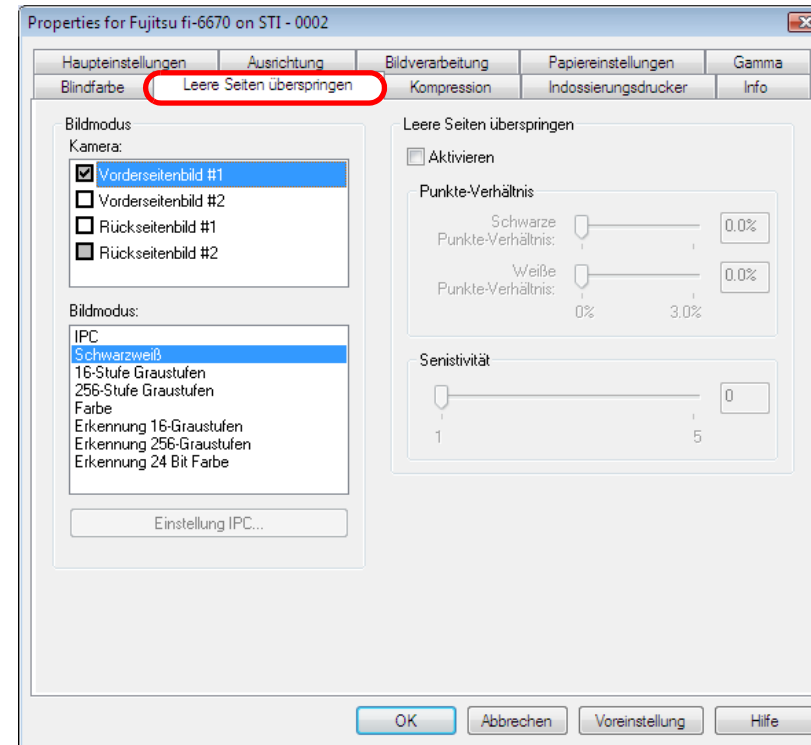 Properties for Fujitsu fi-6670 on STI - 0002
Haupteinstellungen Ausrichtung Bildverarbeitung Papiereinstellungen Gamma
Blindfarbe Leere Seiten überspringen Kompression Indossierungsdrucker Info
Bildmodus
Kamera:
Vorderseitenbild #1
Vorderseitenbild #2
Rückseitenbild #1
Rückseitenbild #2
Bildmodus:
IPC
Schwarzweiß
16-Stufe Graustufen
256-Stufe Graustufen
Farbe
Erkennung 16-Graustufen
Erkennung 256-Graustufen
Erkennung 24 Bit Farbe
Einstellung IPC...
Leere Seiten überspringen
Aktivieren
Punkte-Verhältnis
Schwarze
Punkte-Verhältnis:
0.0%
Weiße
Punkte-Verhältnis:
0.0%
0% 3.0%
Senistivität
0
1 5
OK Abbrechen Voreinstellung Hilfe